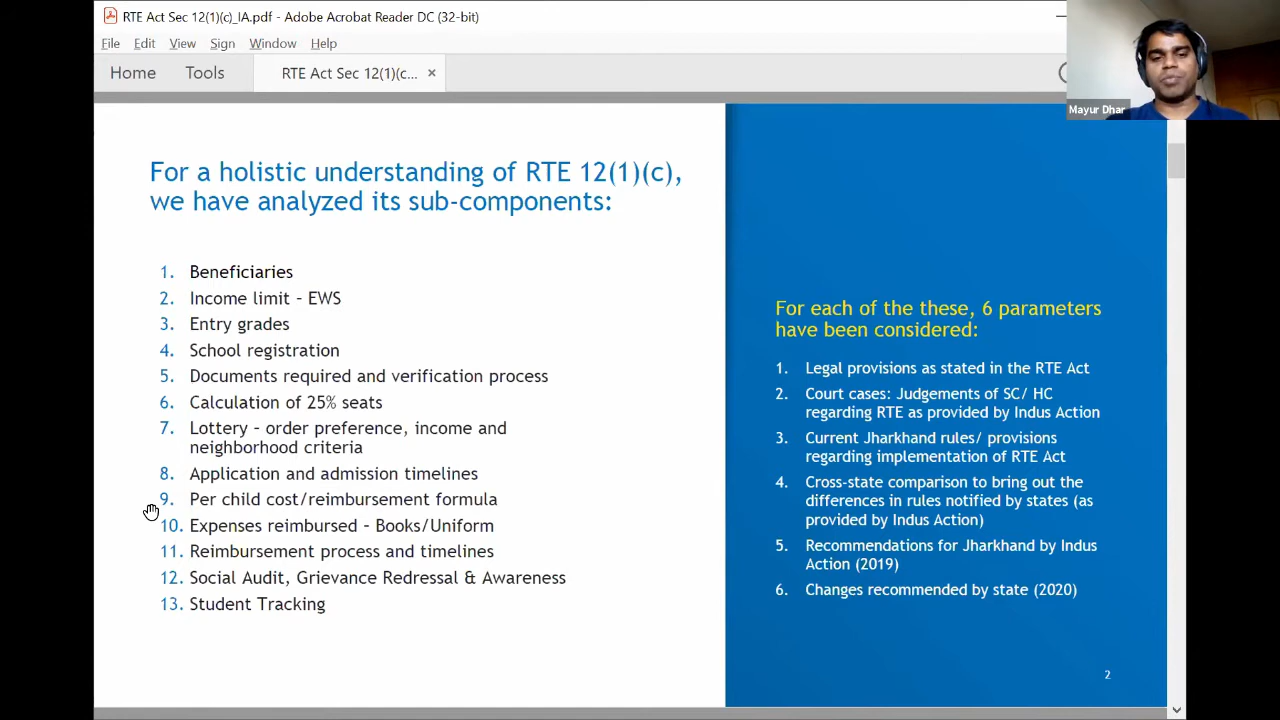 RTE Act Sec 12(1)(c)_IA.pdf - Adobe Acrobat Reader DC (32-bit)
File Edit View Sign Window Help
Home Tools RTE Act Sec 12(1)(c... ×
Mayur Dhar
For a holistic understanding of RTE 12(1)(c),
we have analyzed its sub-components:
1. Beneficiaries
2. Income limit – EWS
3. Entry grades
4. School registration
5. Documents required and verification process
6. Calculation of 25% seats
7. Lottery – order preference, income and
neighborhood criteria
8. Application and admission timelines
9. Per child cost/reimbursement formula
10. Expenses reimbursed – Books/Uniform
11. Reimbursement process and timelines
12. Social Audit, Grievance Redressal & Awareness
13. Student Tracking
For each of the these, 6 parameters
have been considered:
1. Legal provisions as stated in the RTE Act
2. Court cases: Judgements of SC/ HC
regarding RTE as provided by Indus Action
3. Current Jharkhand rules/ provisions
regarding implementation of RTE Act
4. Cross-state comparison to bring out the
differences in rules notified by states (as
provided by Indus Action)
5. Recommendations for Jharkhand by Indus
Action (2019)
6. Changes recommended by state (2020)
2